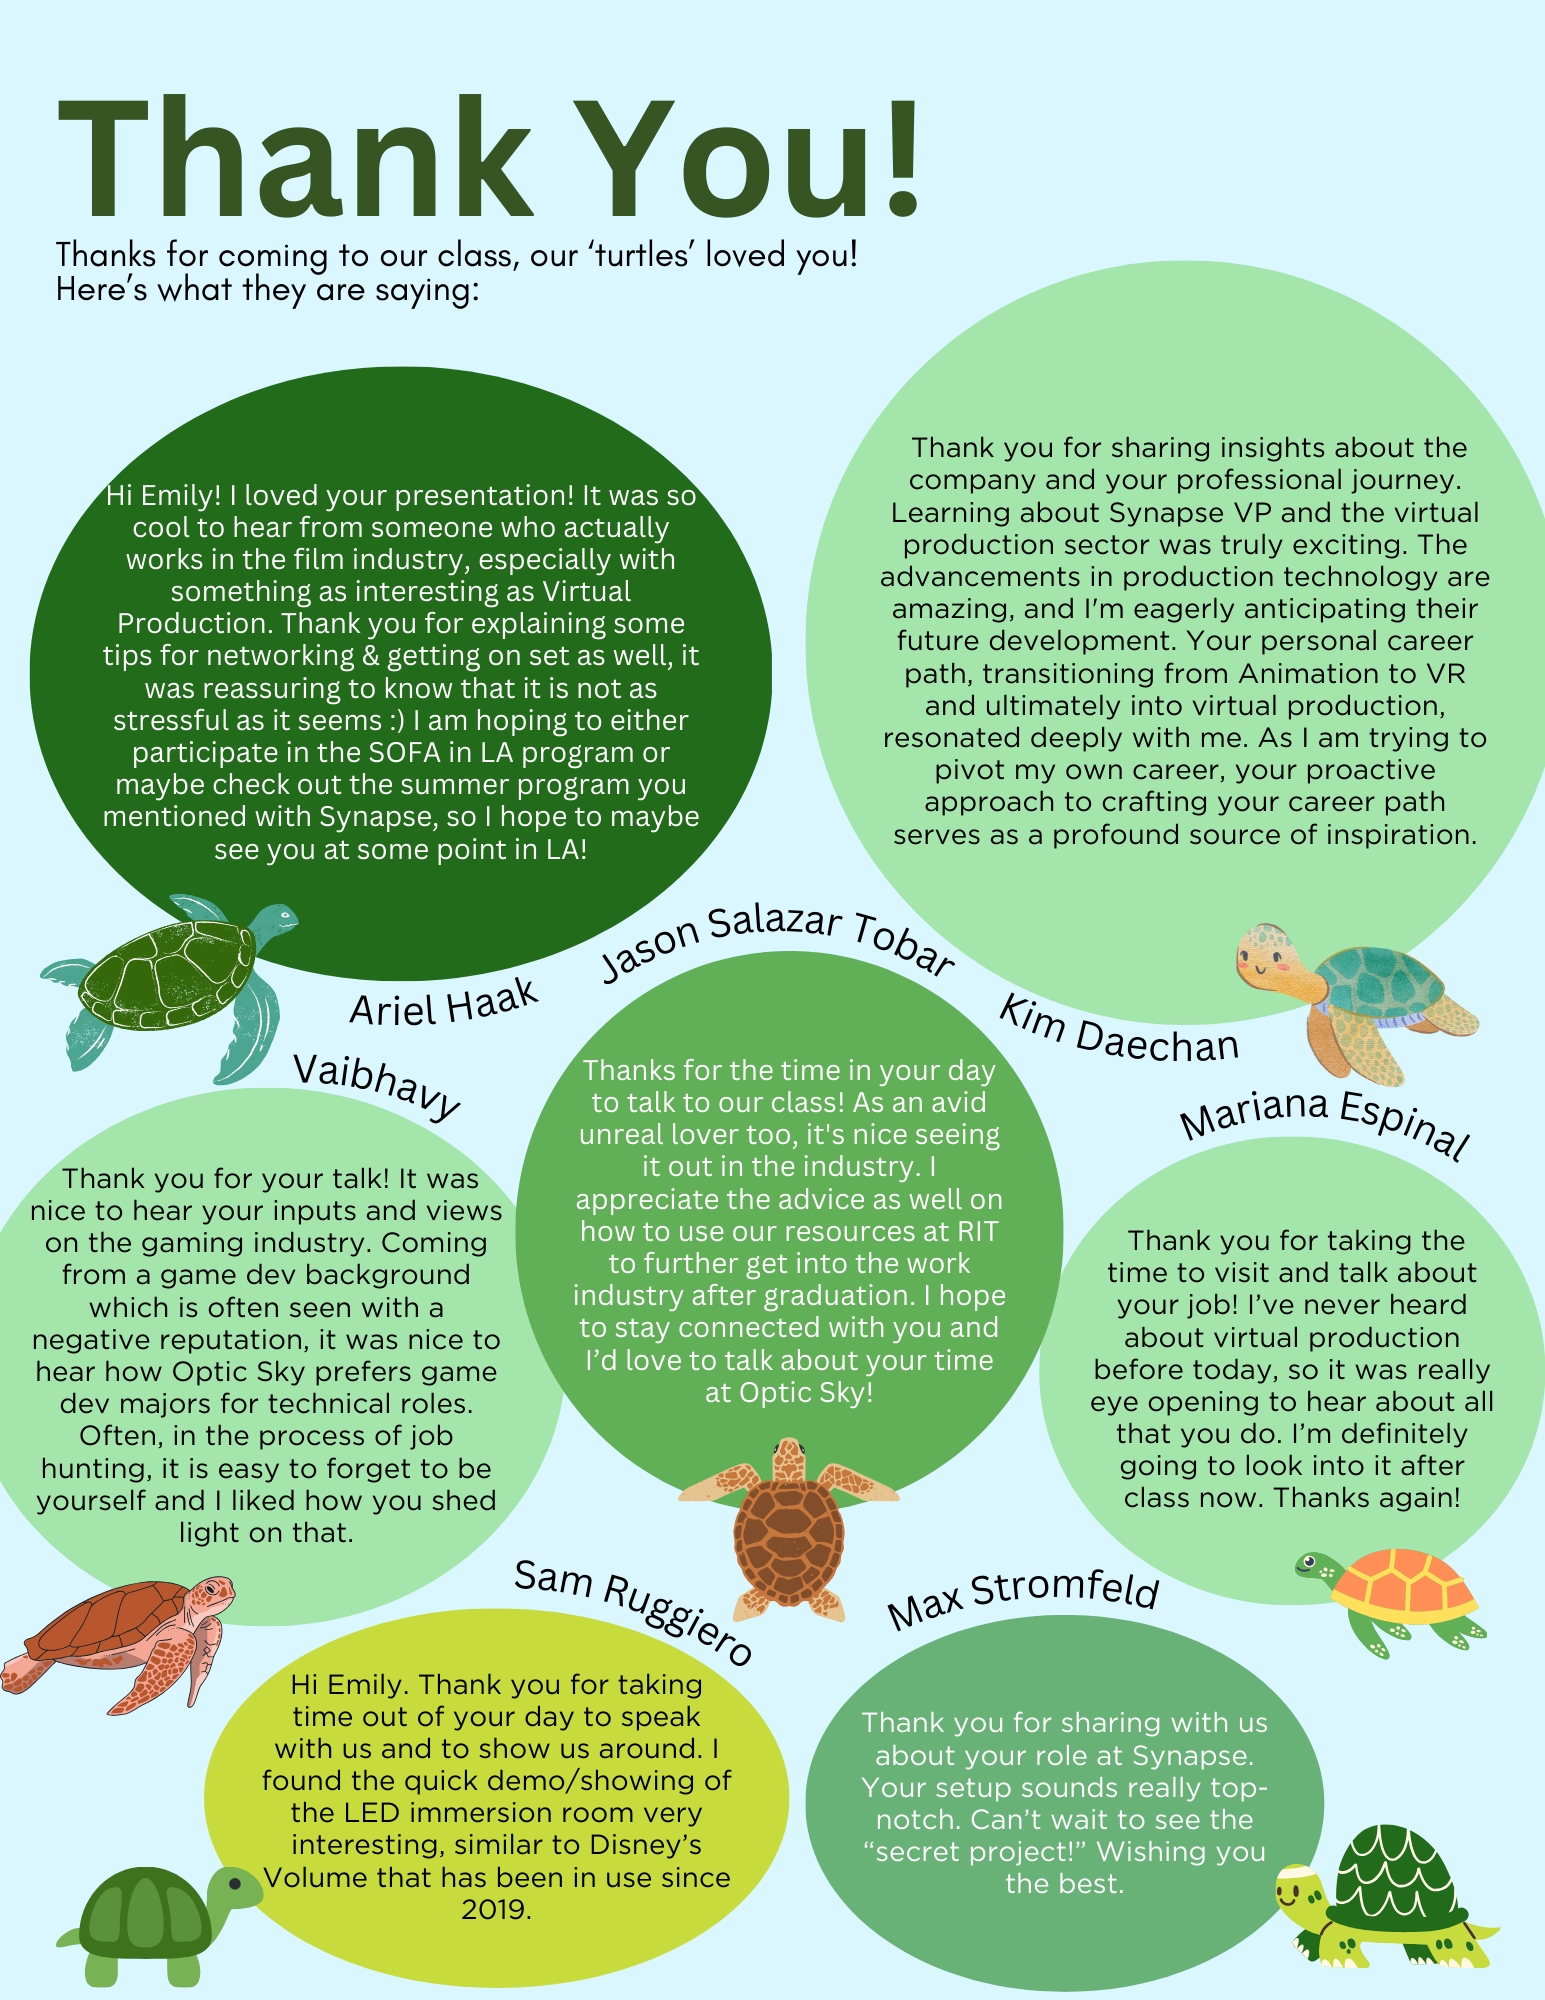 Thank You!
Thanks for coming to our class, our ‘turtles’ loved you!
Here’s what they are saying:
Hi Emily! I loved your presentation! It was so
cool to hear from someone who actually
works in the film industry, especially with
something as interesting as Virtual
Production. Thank you for explaining some
tips for networking & getting on set as well, it
was reassuring to know that it is not as
stressful as it seems :) I am hoping to either
participate in the SOFA in LA program or
maybe check out the summer program you
mentioned with Synapse, so I hope to maybe
see you at some point in LA!
Ariel Haak
Thank you for sharing insights about the
company and your professional journey.
Learning about Synapse VP and the virtual
production sector was truly exciting. The
advancements in production technology are
amazing, and I'm eagerly anticipating their
future development. Your personal career
path, transitioning from Animation to VR
and ultimately into virtual production,
resonated deeply with me. As I am trying to
pivot my own career, your proactive
approach to crafting your career path
serves as a profound source of inspiration.
Kim Daechan
Vaibhavy
Thank you for your talk! It was
nice to hear your inputs and views
on the gaming industry. Coming
from a game dev background
which is often seen with a
negative reputation, it was nice to
hear how Optic Sky prefers game
dev majors for technical roles.
Often, in the process of job
hunting, it is easy to forget to be
yourself and I liked how you shed
light on that.
Jason Salazar Tobar
Thanks for the time in your day
to talk to our class! As an avid
unreal lover too, it's nice seeing
it out in the industry. I
appreciate the advice as well on
how to use our resources at RIT
to further get into the work
industry after graduation. I hope
to stay connected with you and
I’d love to talk about your time
at Optic Sky!
Mariana Espinal
Thank you for taking the
time to visit and talk about
your job! I’ve never heard
about virtual production
before today, so it was really
eye opening to hear about all
that you do. I’m definitely
going to look into it after
class now. Thanks again!
Sam Ruggiero
Hi Emily. Thank you for taking
time out of your day to speak
with us and to show us around. I
found the quick demo/showing of
the LED immersion room very
interesting, similar to Disney’s
Volume that has been in use since
2019.
Max Stromfeld
Thank you for sharing with us
about your role at Synapse.
Your setup sounds really top-
notch. Can’t wait to see the
“secret project!” Wishing you
the best.